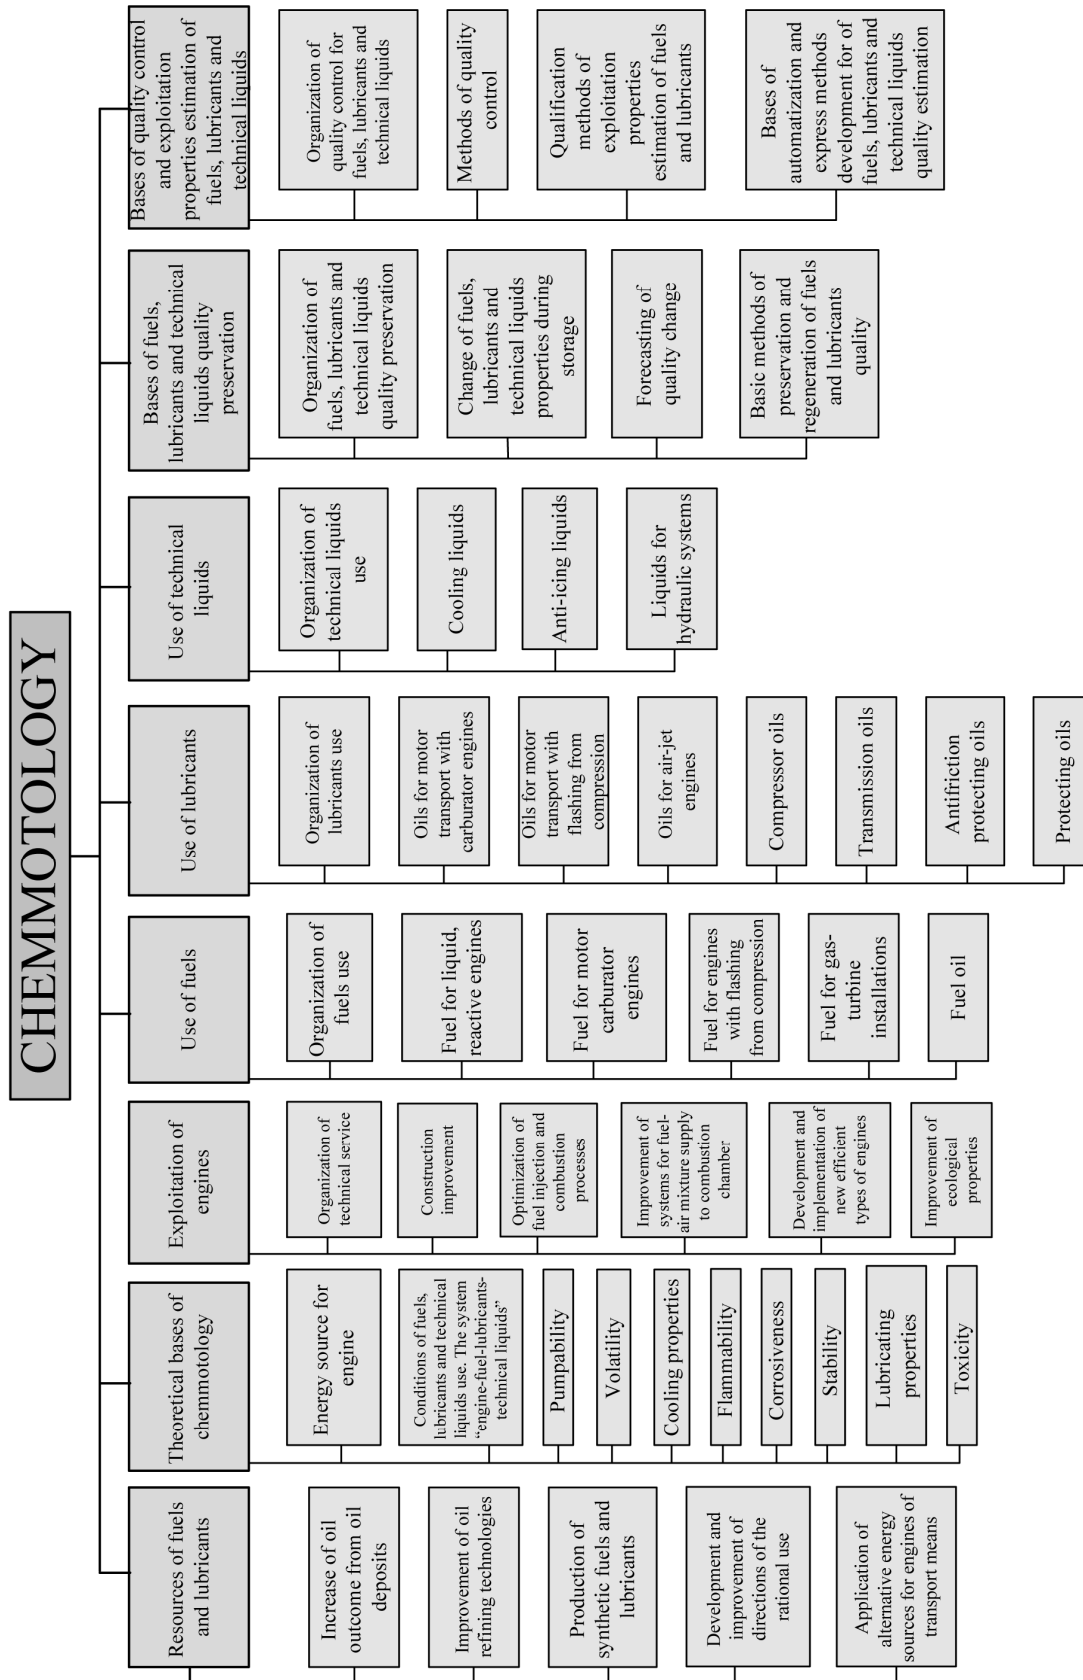 CHEMMOTOLOGY
Resources of fuels
and lubricants
Increase of oil
outcome from oil
deposits
Improvement of oil
refining technologies
Production of
synthetic fuels and
lubricants
Development and
improvement of
directions of the
rational use
Application of
alternative energy
sources for engines of
transport means
Theoretical bases of
chemmotology
Energy source for
engine
Conditions of fuels,
lubricants and technical
liquids use. The system
“engine-fuel-lubricants-
technical liquids”
Pumpability
Volatility
Cooling properties
Flammability
Corrosiveness
Stability
Lubricating
properties
Toxicity
Exploitation of
engines
Organization of
technical service
Construction
improvement
Optimization of
fuel injection and
combustion
processes
Improvement of
systems for fuel-
air mixture supply
to combustion
chamber
Development and
implementation of
new efficient
types of engines
Improvement of
ecological
properties
Use of fuels
Organization of
fuels use
Fuel for liquid,
reactive engines
Fuel for motor
carburator
engines
Fuel for engines
with flashing
from compression
Fuel for gas-
turbine
installations
Fuel oil
Use of lubricants
Organization of
lubricants use
Oils for motor
transport with
carburator engines
Oils for motor
transport with
flashing from
compression
Oils for air-jet
engines
Compressor oils
Transmission oils
Antifriction
protecting oils
Protecting oils
Use of technical
liquids
Organization of
technical liquids
use
Cooling liquids
Anti-icing liquids
Liquids for
hydraulic systems
Bases of fuels,
lubricants and technical
liquids quality
preservation
Organization of
fuels, lubricants and
technical liquids
quality preservation
Change of fuels,
lubricants and
technical liquids
properties during
storage
Forecasting of
quality change
Basic methods of
preservation and
regeneration of fuels
and lubricants
quality
Bases of quality control
and exploitation
properties estimation of
fuels, lubricants and
technical liquids
Organization of
quality control for
fuels, lubricants and
technical liquids
Methods of quality
control
Qualification
methods of
exploitation
properties
estimation of fuels
and lubricants
Bases of
automatization and
express methods
development for of
fuels, lubricants and
technical liquids
quality estimation